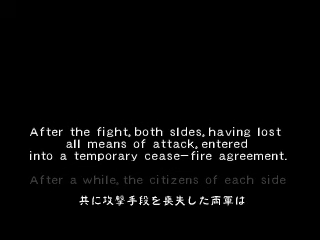 After the fight, both sIdes, having lost
all means of attack, entered
into a temporary cease-fire agreement.
After a while, the citizens of each side
共に攻撃手段を喪失した両軍は